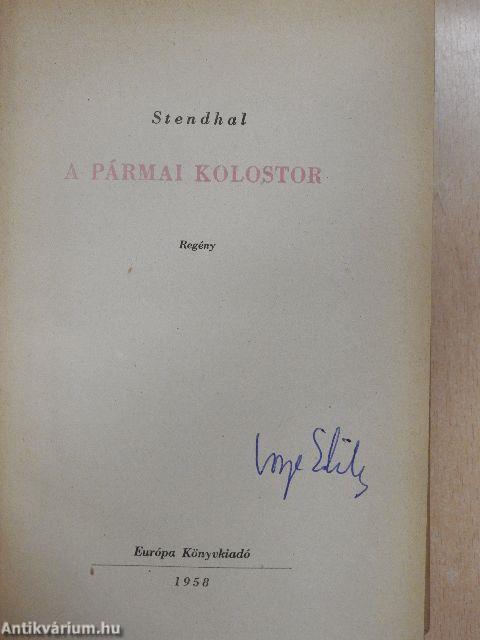 Stendhal
A PÁRMAI KOLOSTOR
Regény
Európa Könyvkiadó
1958
Antikvárium.hu